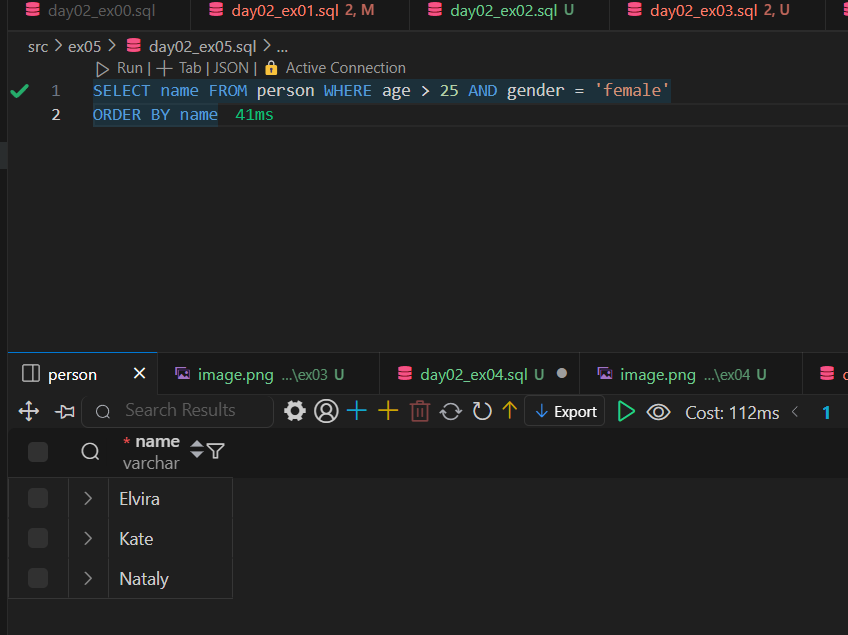 day02_ex00.sql day02_ex01.sql 2, M day02_ex02.sql U day02_ex03.sql 2, U
src > ex05 > day02_ex05.sql > ...
Run | + Tab | JSON | Active Connection
1 SELECT name FROM person WHERE age > 25 AND gender = 'female'
2 ORDER BY name 41ms
person image.png ...\ex03 U day02_ex04.sql U image.png ...\ex04 U
Search Results Export Cost: 112ms < 1
* name
varchar
Elvira
Kate
Nataly